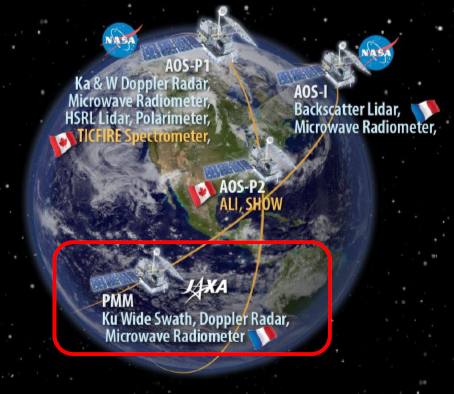 NASA
AOS-P1
Ka & W Doppler Radar,
Microwave Radiometer,
HSRL Lidar, Polarimeter,
TICFIRE Spectrometer,
NASA
AOS-I
Backscatter Lidar,
Microwave Radiometer,
AOS-P2
ALI, SHOW
PMM
JAXA
Ku Wide Swath, Doppler Radar,
Microwave Radiometer